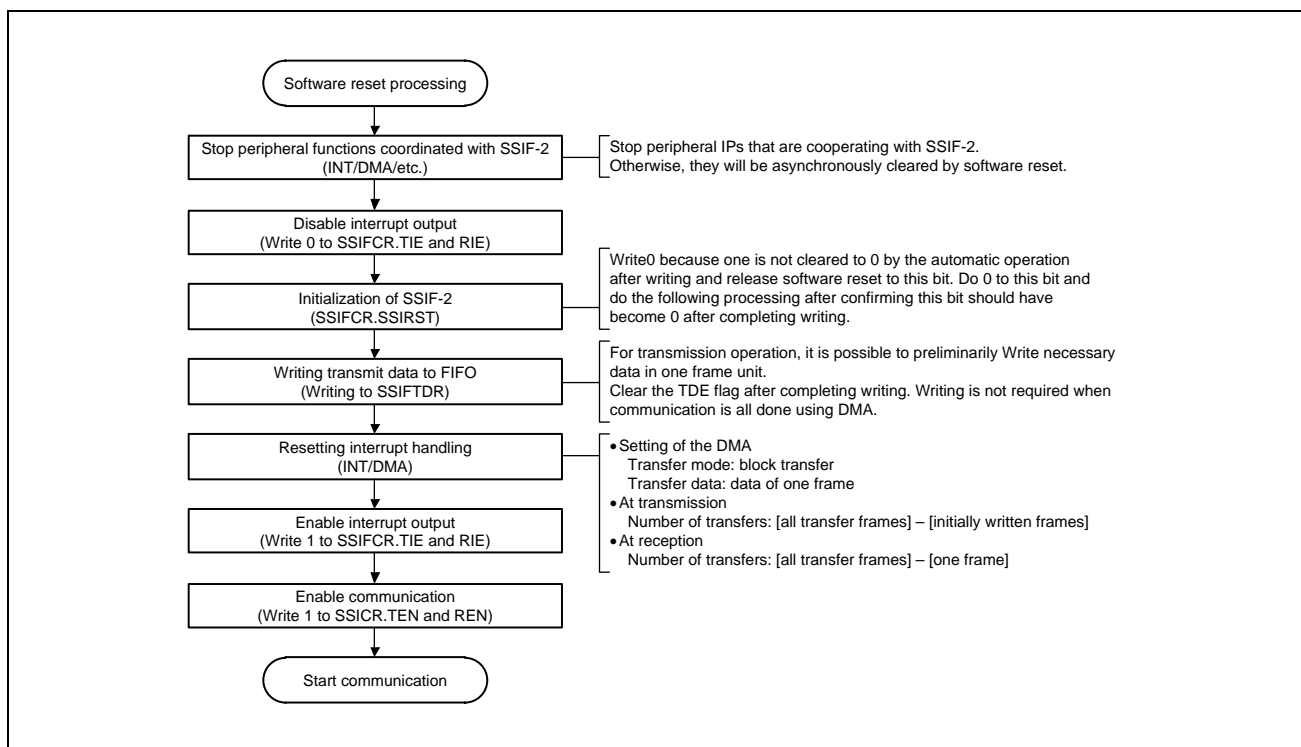 Software reset processing
Stop peripheral functions coordinated with SSIF-2
(INT/DMA/etc.)
Stop peripheral IPs that are cooperating with SSIF-2.
Otherwise, they will be asynchronously cleared by software reset.
Disable interrupt output
(Write 0 to SSIFCR.TIE and RIE)
Initialization of SSIF-2
(SSIFCR.SSIRST)
Write0 because one is not cleared to 0 by the automatic operation
after writing and release software reset to this bit. Do 0 to this bit and
do the following processing after confirming this bit should have
become 0 after completing writing.
Writing transmit data to FIFO
(Writing to SSIFTDR)
For transmission operation, it is possible to preliminarily Write necessary
data in one frame unit.
Clear the TDE flag after completing writing. Writing is not required when
communication is all done using DMA.
Resetting interrupt handling
(INT/DMA)
•Setting of the DMA
Transfer mode: block transfer
Transfer data: data of one frame
•At transmission
Number of transfers: [all transfer frames] – [initially written frames]
•At reception
Number of transfers: [all transfer frames] – [one frame]
Enable interrupt output
(Write 1 to SSIFCR.TIE and RIE)
Enable communication
(Write 1 to SSICR.TEN and REN)
Start communication